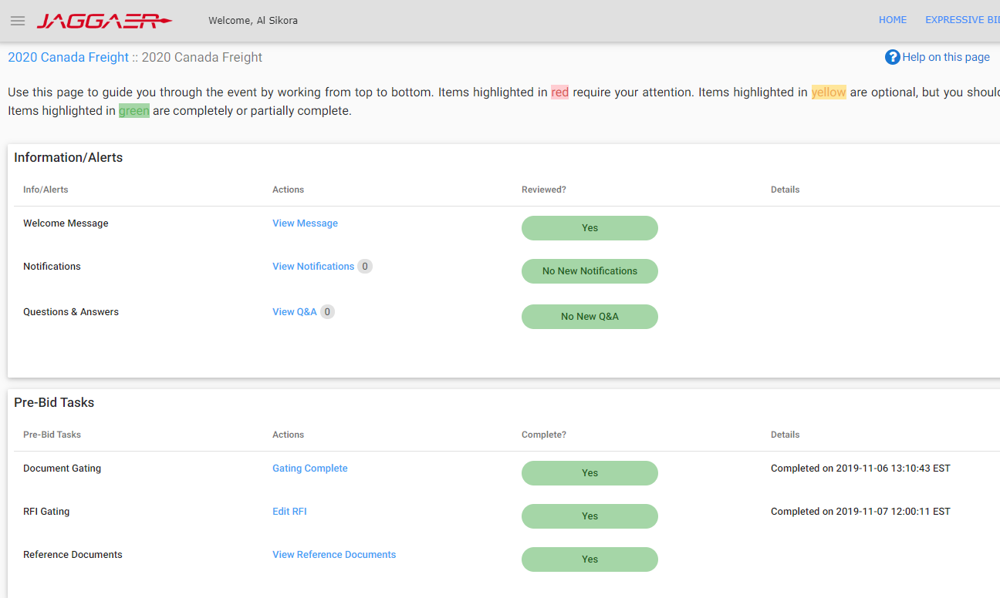 JAGGAER Welcome, Al Sikora HOME EXPRESSIVE BI
2020 Canada Freight :: 2020 Canada Freight ? Help on this page
Use this page to guide you through the event by working from top to bottom. Items highlighted in red require your attention. Items highlighted in yellow are optional, but you shoul
Items highlighted in green are completely or partially complete.
Information/Alerts
Info/Alerts Actions Reviewed? Details
Welcome Message View Message Yes
Notifications View Notifications 0 No New Notifications
Questions & Answers View Q&A 0 No New Q&A
Pre-Bid Tasks
Pre-Bid Tasks Actions Complete? Details
Document Gating Gating Complete Yes Completed on 2019-11-06 13:10:43 EST
RFI Gating Edit RFI Yes Completed on 2019-11-07 12:00:11 EST
Reference Documents View Reference Documents Yes